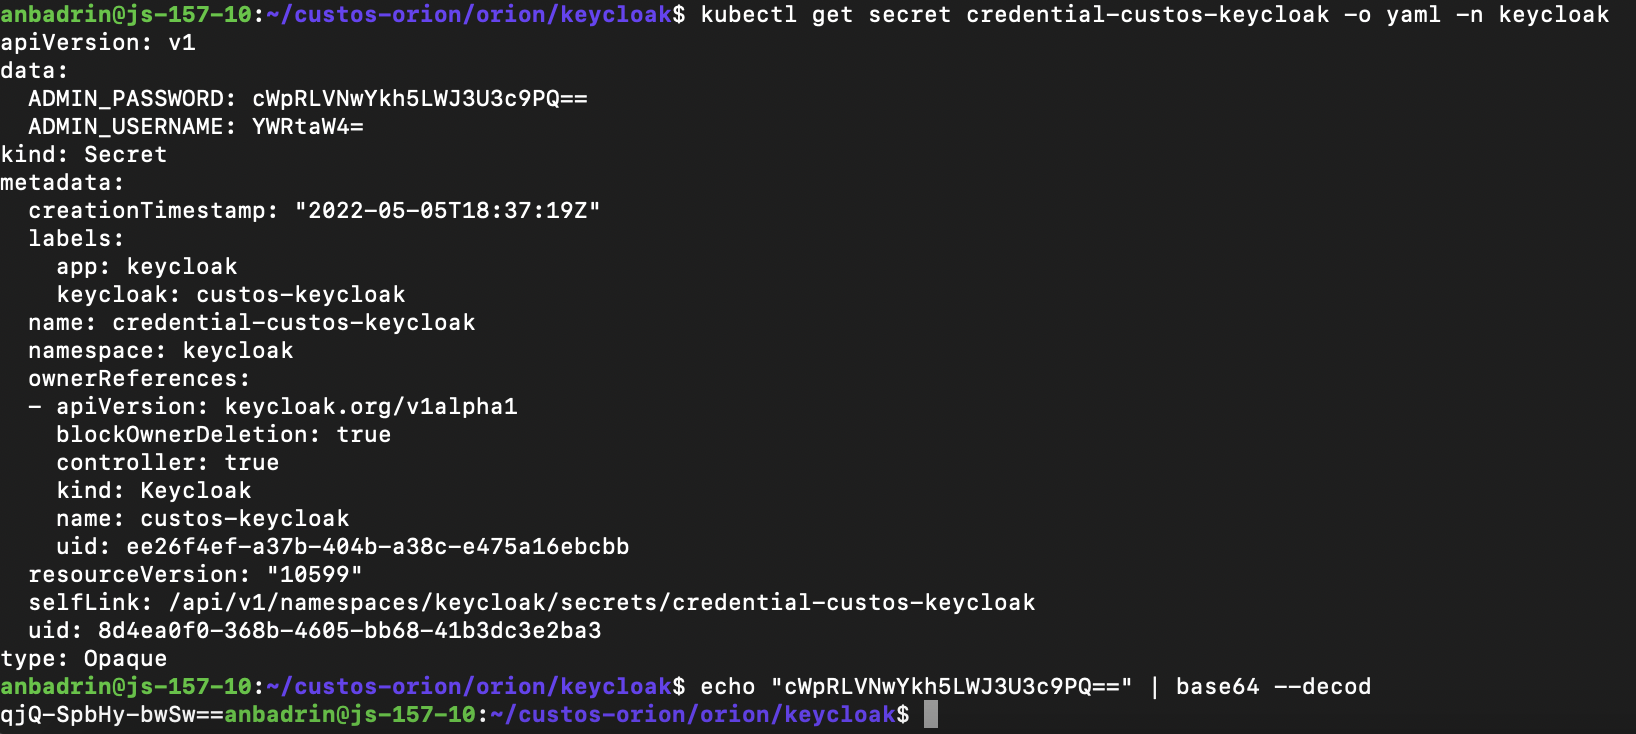 anbadrin@js-157-10:~/custos-orion/orion/keycloak$ kubectl get secret credential-custos-keycloak -o yaml -n keycloak
apiVersion: v1
data:
  ADMIN_PASSWORD: cWpRLVNwYkh5LWJ3U3c9PQ==
  ADMIN_USERNAME: YWRtaW4=
kind: Secret
metadata:
  creationTimestamp: "2022-05-05T18:37:19Z"
  labels:
    app: keycloak
    keycloak: custos-keycloak
  name: credential-custos-keycloak
  namespace: keycloak
  ownerReferences:
  - apiVersion: keycloak.org/v1alpha1
    blockOwnerDeletion: true
    controller: true
    kind: Keycloak
    name: custos-keycloak
    uid: ee26f4ef-a37b-404b-a38c-e475a16ebcbb
  resourceVersion: "10599"
  selfLink: /api/v1/namespaces/keycloak/secrets/credential-custos-keycloak
  uid: 8d4ea0f0-368b-4605-bb68-41b3dc3e2ba3
type: Opaque
anbadrin@js-157-10:~/custos-orion/orion/keycloak$ echo "cWpRLVNwYkh5LWJ3U3c9PQ==" | base64 --decod
qjQ-SpbHy-bwSw==anbadrin@js-157-10:~/custos-orion/orion/keycloak$